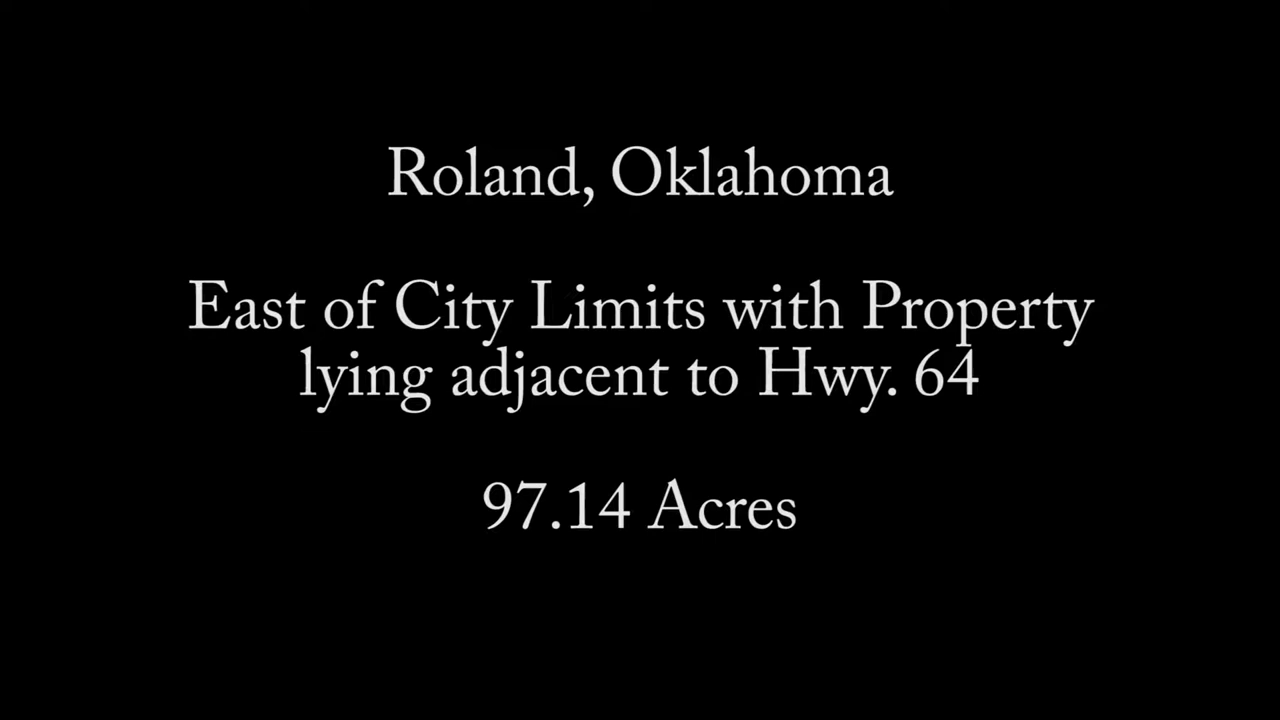 Roland, Oklahoma
East of City Limits with Property
lying adjacent to Hwy. 64
97.14 Acres